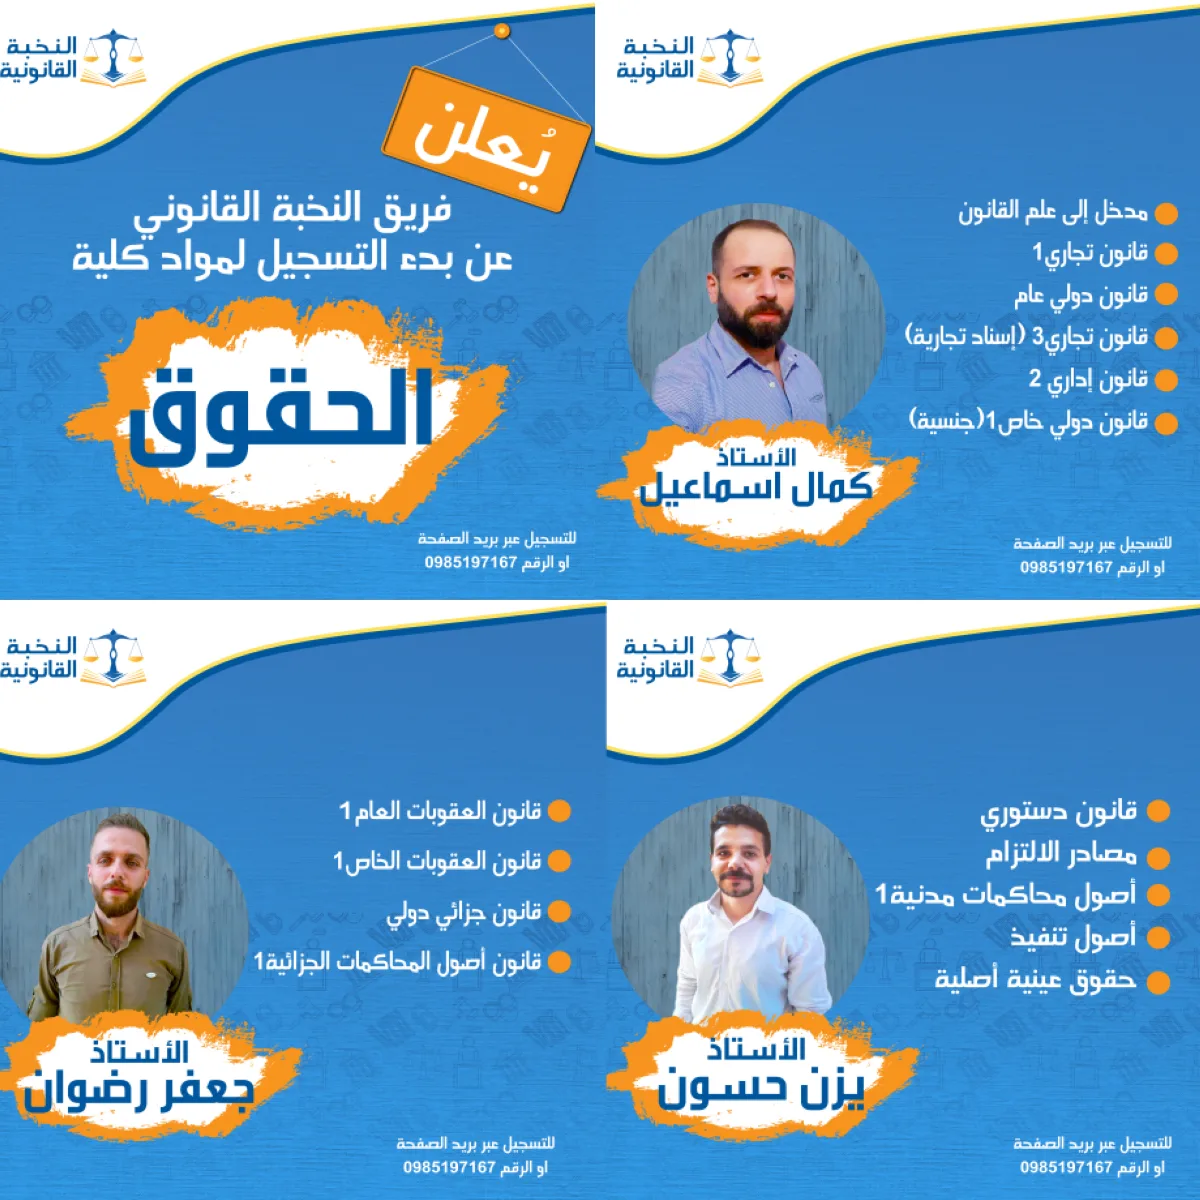 النخبة
القانونية
يُعلن
فريق النخبة القانوني
عن بدء التسجيل لمواد كلية
الحقوق
للتسجيل عبر بريد الصفحة
او الرقم 0985197167
النخبة
القانونية
مدخل إلى علم القانون
قانون تجاري1
قانون دولي عام
قانون تجاري3 (إسناد تجارية)
قانون إداري 2
قانون دولي خاص1(جنسية)
الأستاذ
كمال اسماعيل
للتسجيل عبر بريد الصفحة
او الرقم 0985197167
النخبة
القانونية
قانون العقوبات العام1
قانون العقوبات الخاص1
قانون جزائي دولي
قانون أصول المحاكمات الجزائية1
الأستاذ
جعفر رضوان
للتسجيل عبر بريد الصفحة
او الرقم 0985197167
النخبة
القانونية
قانون دستوري
مصادر الالتزام
أصول محاكمات مدنية1
أصول تنفيذ
حقوق عينية أصلية
الأستاذ
يزن حسون
للتسجيل عبر بريد الصفحة
او الرقم 0985197167